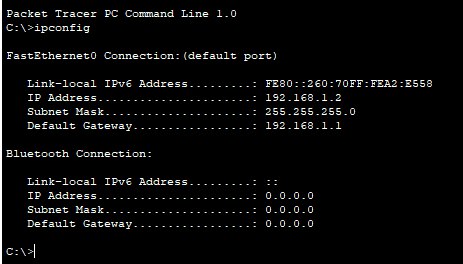 Packet Tracer PC Command Line 1.0
C:\>ipconfig
FastEthernet0 Connection:(default port)
Link-local IPv6 Address.........: FE80::260:70FF:FEA2:E558
IP Address......................: 192.168.1.2
Subnet Mask.....................: 255.255.255.0
Default Gateway.................: 192.168.1.1
Bluetooth Connection:
Link-local IPv6 Address.........: ::
IP Address......................: 0.0.0.0
Subnet Mask.....................: 0.0.0.0
Default Gateway.................: 0.0.0.0
C:\>